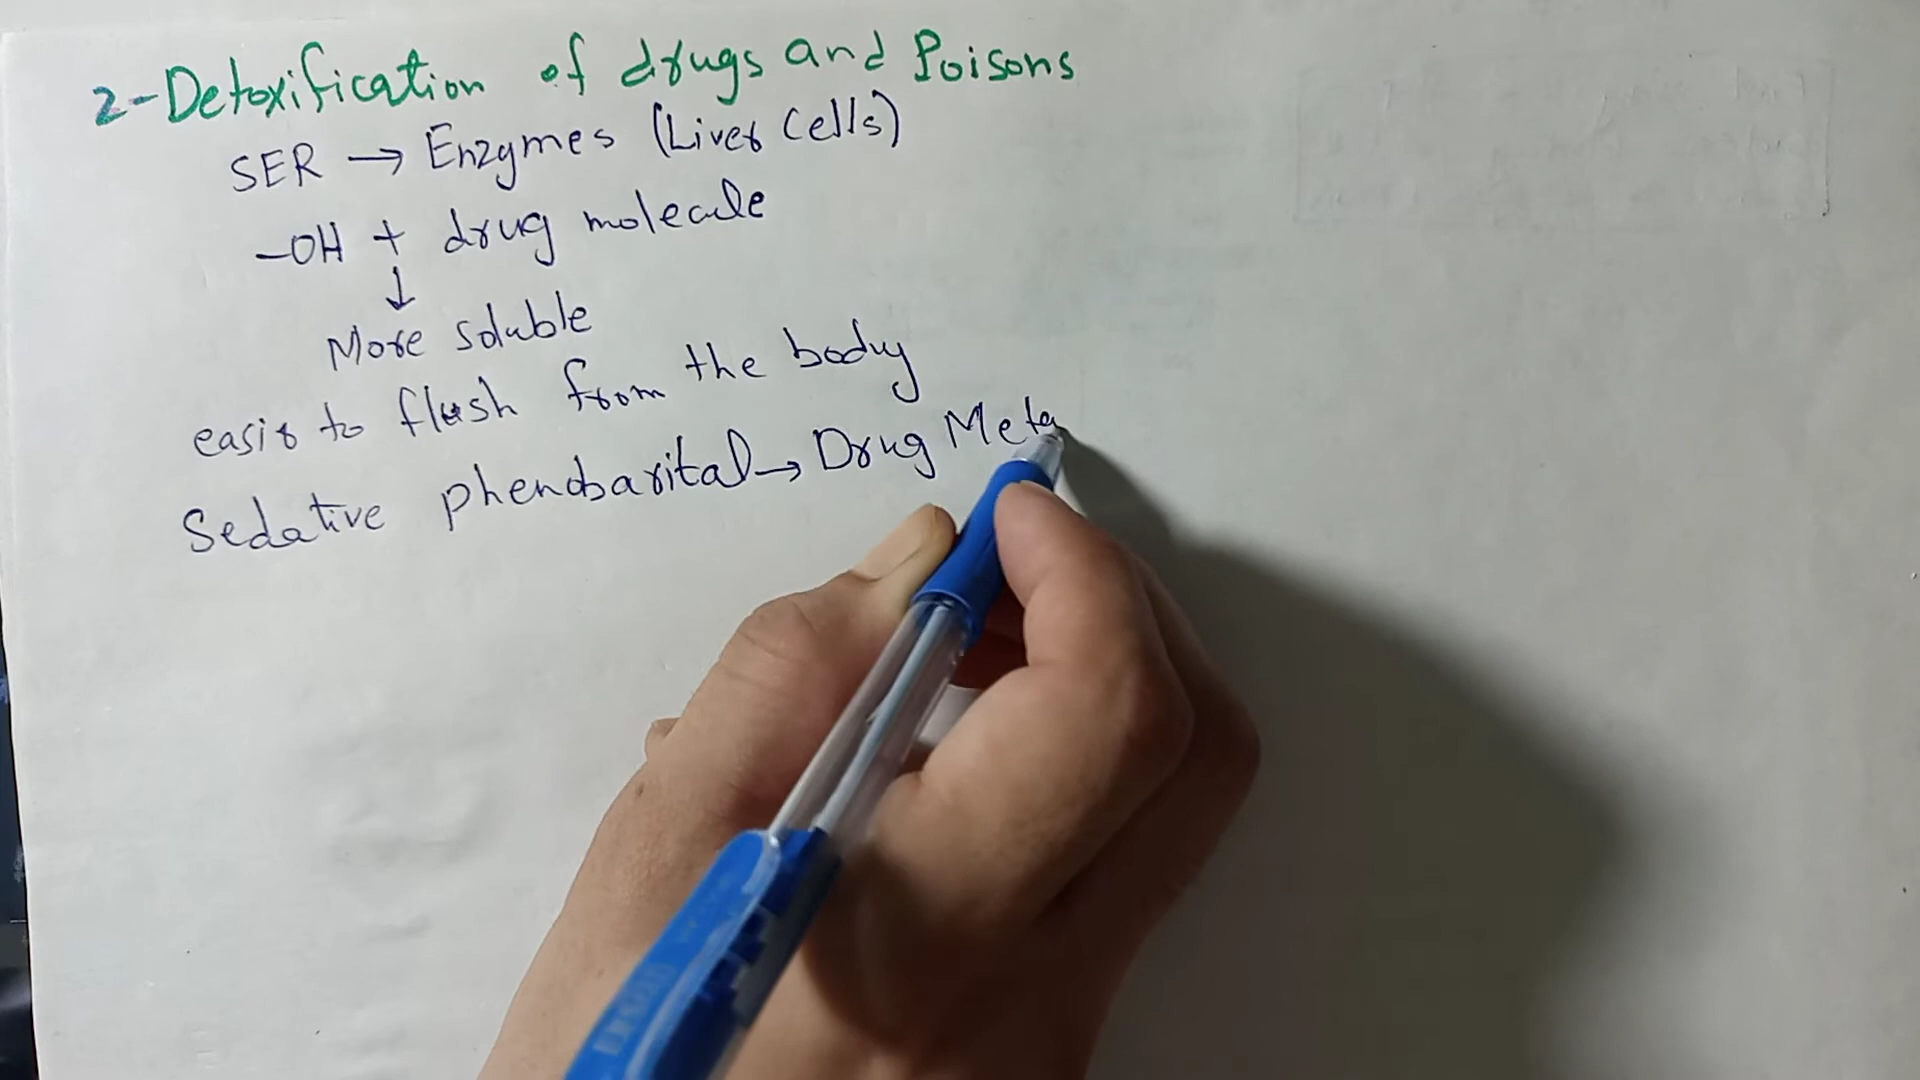 2-Detoxification of drugs and Poisons
SER → Enzymes (Liver Cells)
-OH + drug molecule
↓
More soluble
easir to flush from the body
Sedative phenobarital → Drug Meta